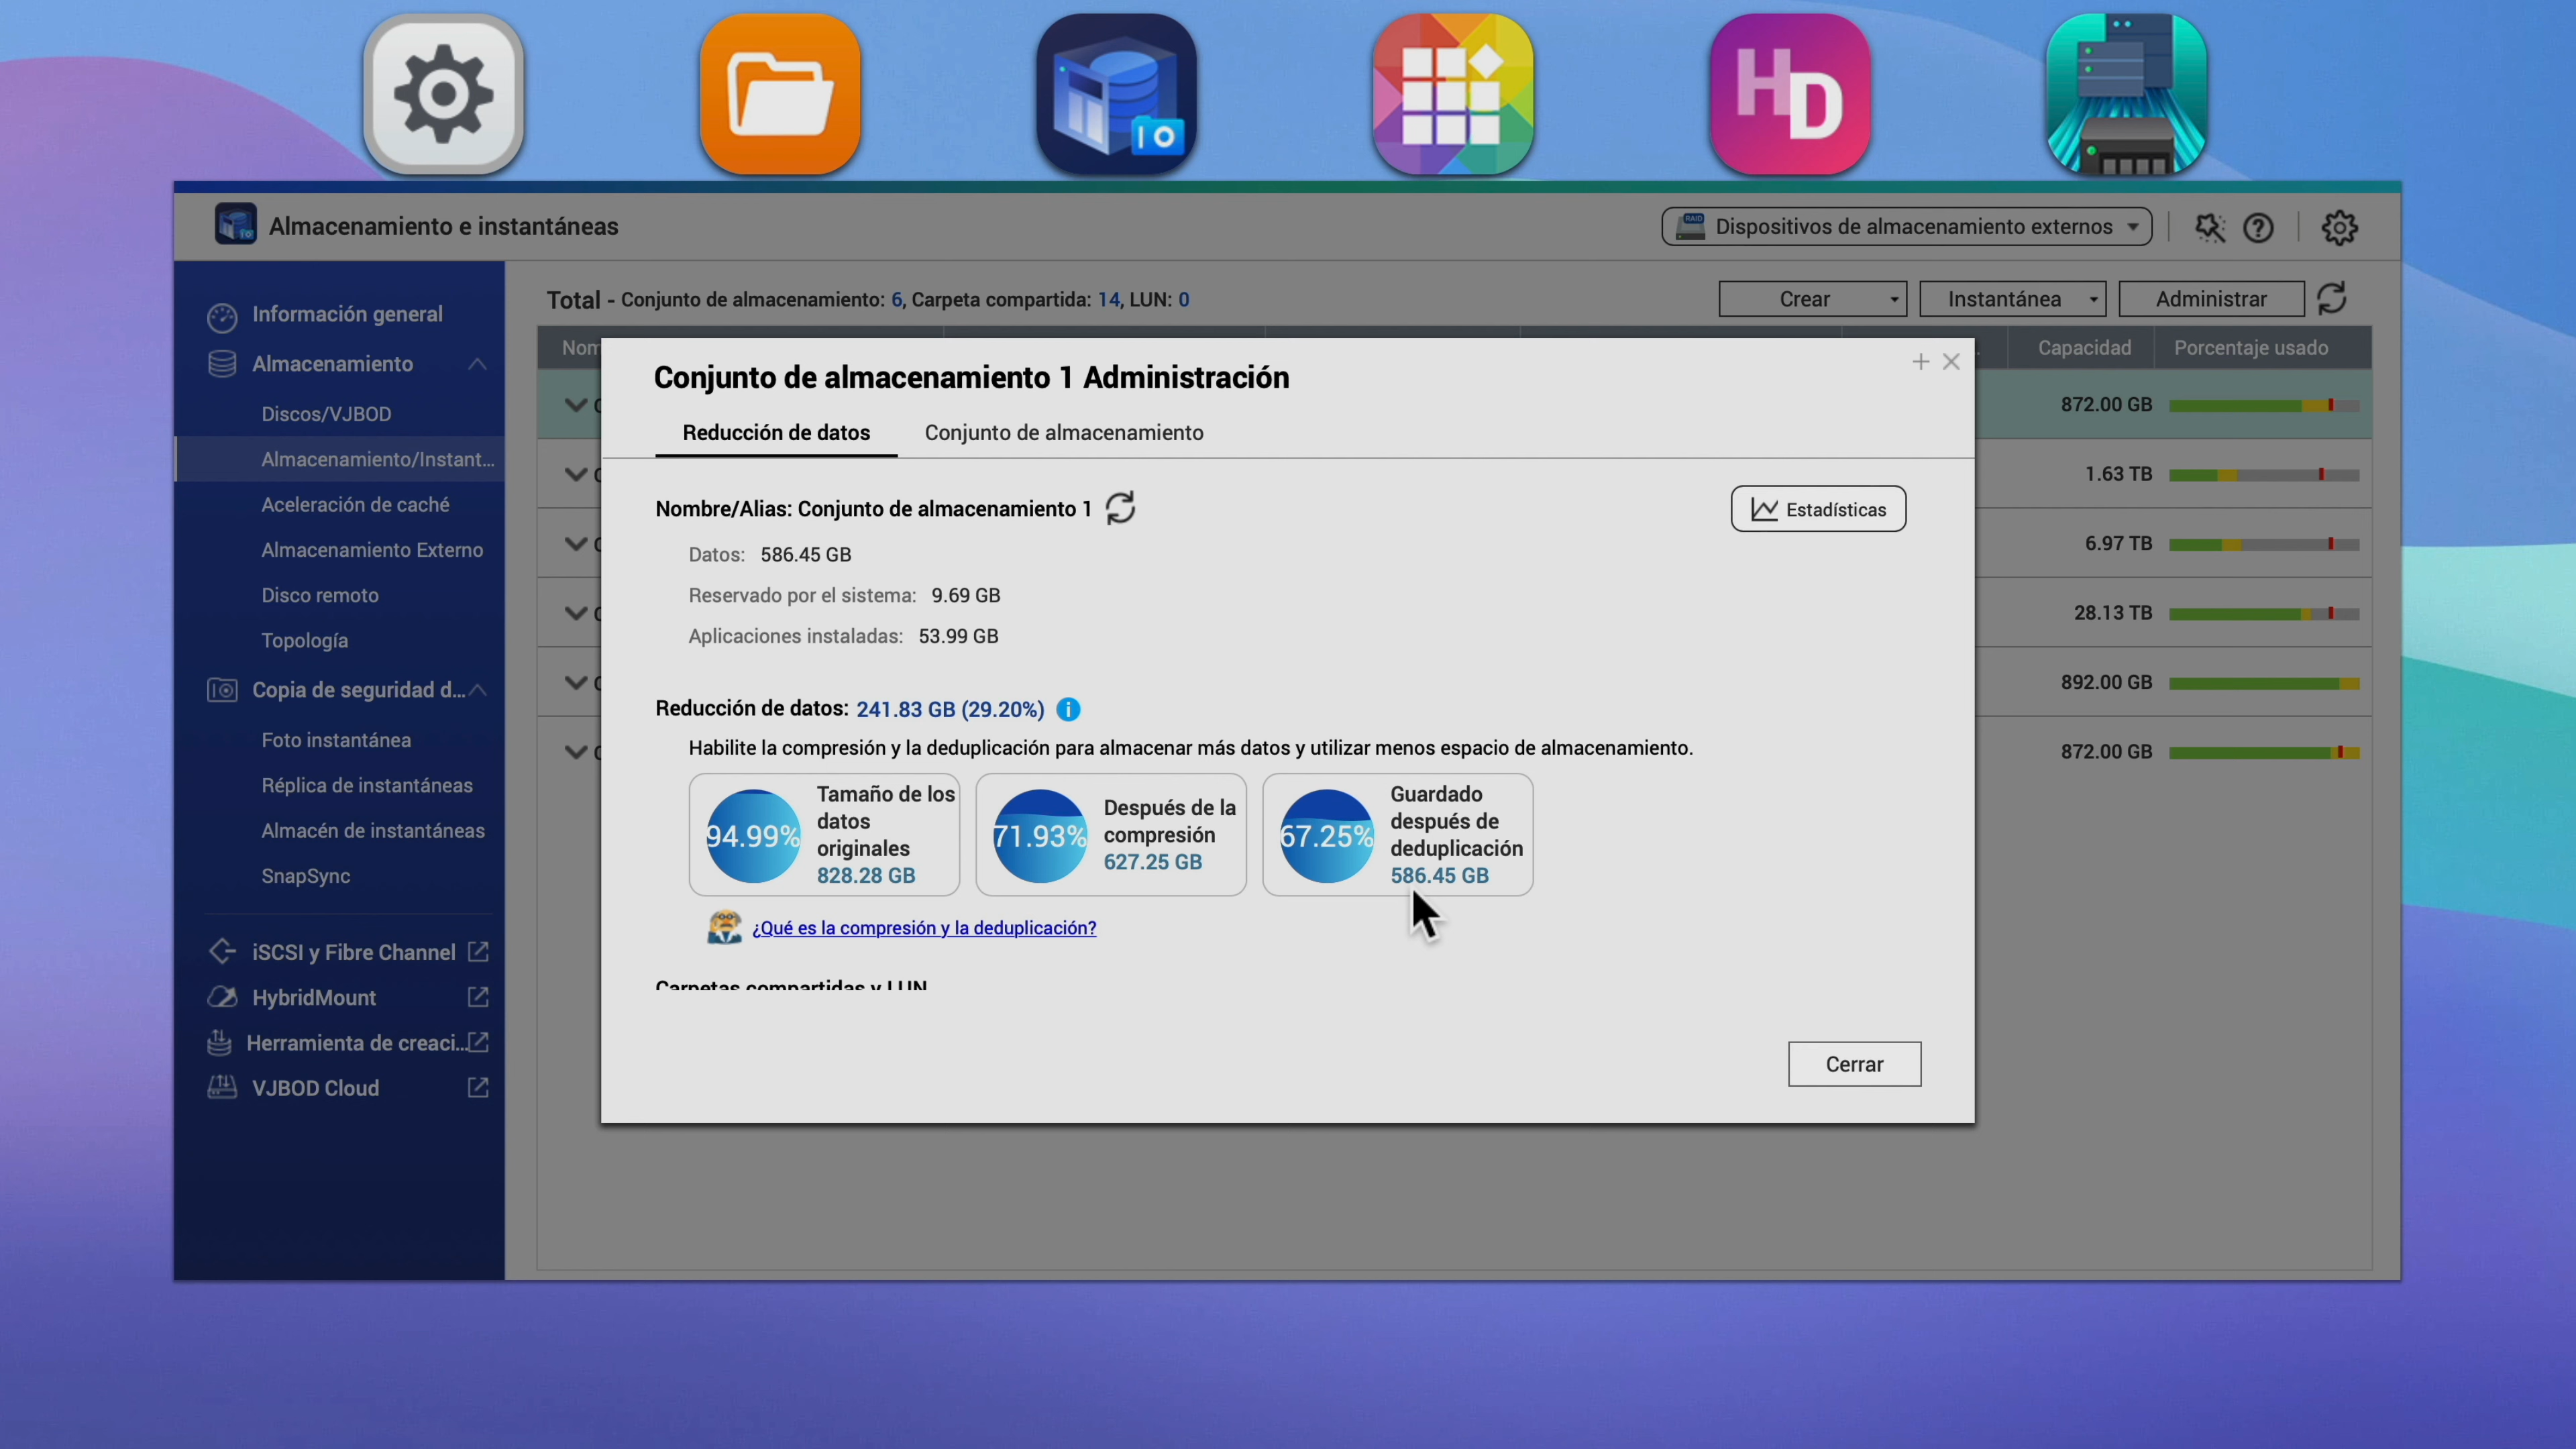 HD
Almacenamiento e instantáneas
RAID Dispositivos de almacenamiento externos
Información general
Almacenamiento
Discos/VJBOD
Almacenamiento/Instant...
Aceleración de caché
Almacenamiento Externo
Disco remoto
Topología
Copia de seguridad d...
Foto instantánea
Réplica de instantáneas
Almacén de instantáneas
SnapSync
iSCSI y Fibre Channel
HybridMount
Herramienta de creaci...
VJBOD Cloud
Total - Conjunto de almacenamiento: 6, Carpeta compartida: 14, LUN: 0
Crear
Instantánea
Administrar
Capacidad Porcentaje usado
872.00 GB
1.63 TB
6.97 TB
28.13 TB
892.00 GB
872.00 GB
Conjunto de almacenamiento 1 Administración
Reducción de datos Conjunto de almacenamiento
Nombre/Alias: Conjunto de almacenamiento 1
Estadísticas
Datos: 586.45 GB
Reservado por el sistema: 9.69 GB
Aplicaciones instaladas: 53.99 GB
Reducción de datos: 241.83 GB (29.20%)
Habilite la compresión y la deduplicación para almacenar más datos y utilizar menos espacio de almacenamiento.
94.99%
Tamaño de los
datos
originales
828.28 GB
71.93%
Después de la
compresión
627.25 GB
67.25%
Guardado
después de
deduplicación
586.45 GB
¿Qué es la compresión y la deduplicación?
Carpetas compartidas y LUN
Cerrar